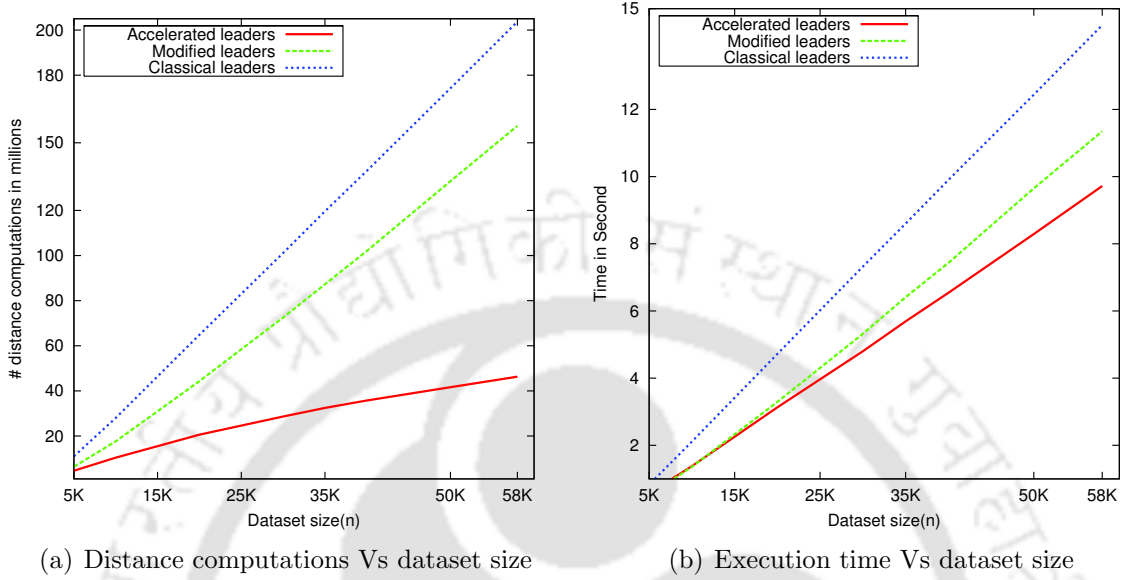 # distance computations in millions
200
180
150
120
100
80
60
40
20
Accelerated leaders
Modified leaders
Classical leaders
5K 15K 25K 35K 50K 58K
Dataset size(n)
(a) Distance computations Vs dataset size
Time in Second
15
12
10
8
6
4
2
Accelerated leaders
Modified leaders
Classical leaders
5K 15K 25K 35K 50K 58K
Dataset size(n)
(b) Execution time Vs dataset size